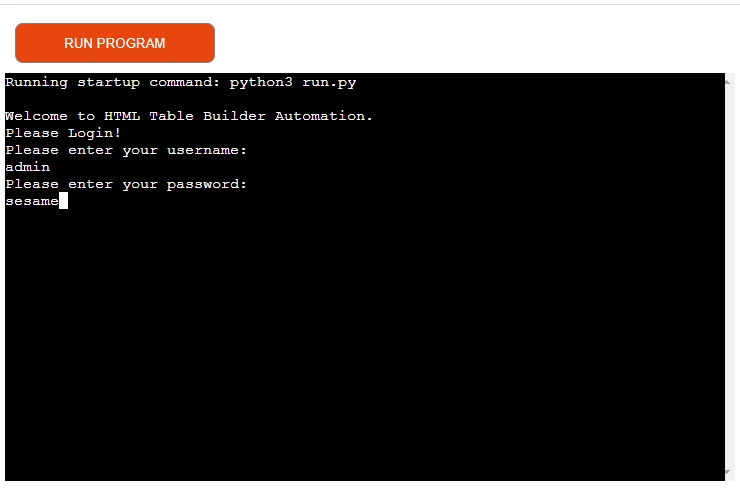 RUN PROGRAM
Running startup command: python3 run.py
Welcome to HTML Table Builder Automation.
Please Login!
Please enter your username:
admin
Please enter your password:
sesame